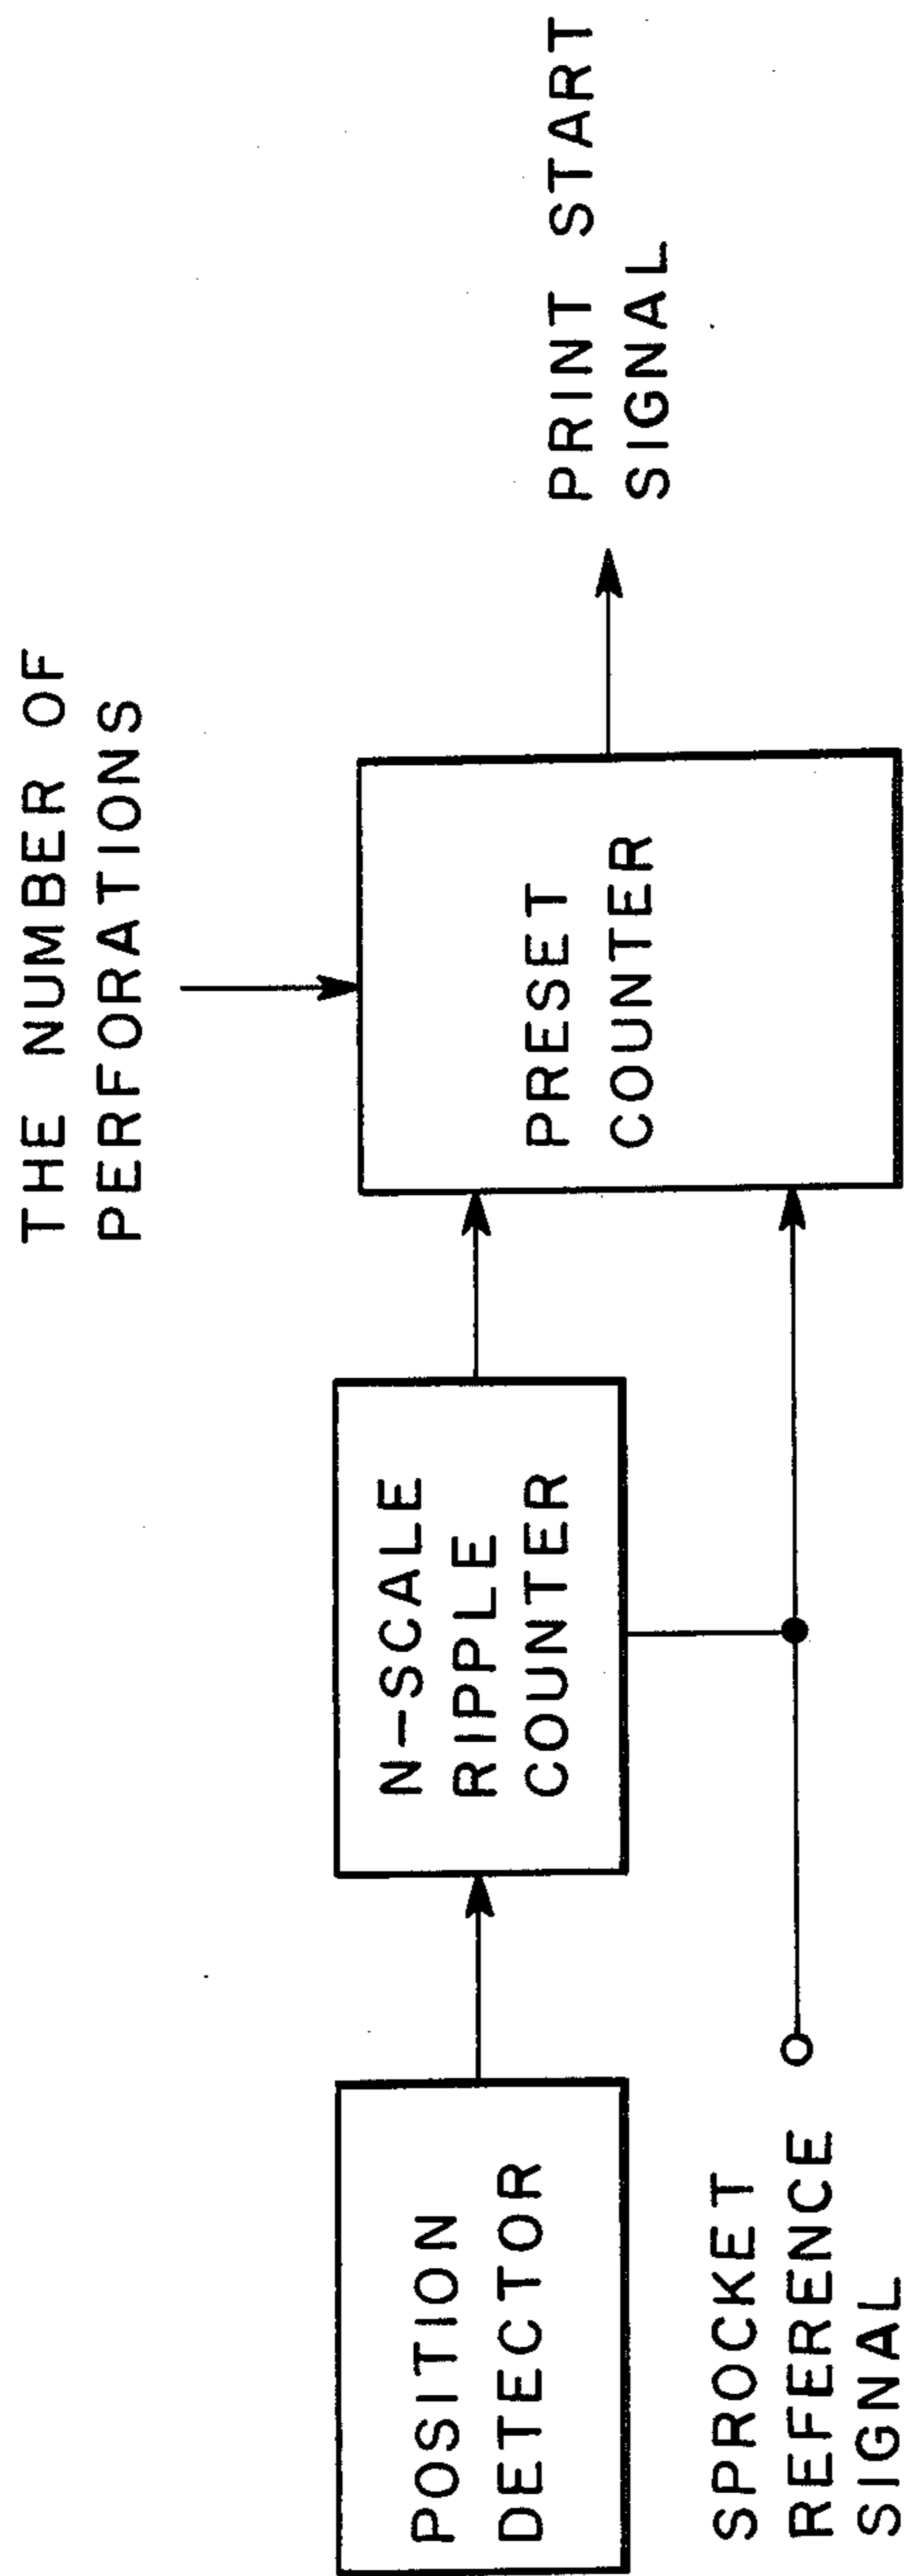 THE NUMBER OF
PERFORATIONS
POSITION
DETECTOR
N-SCALE
RIPPLE
COUNTER
PRESET
COUNTER
PRINT START
SIGNAL
SPROCKET
REFERENCE
SIGNAL